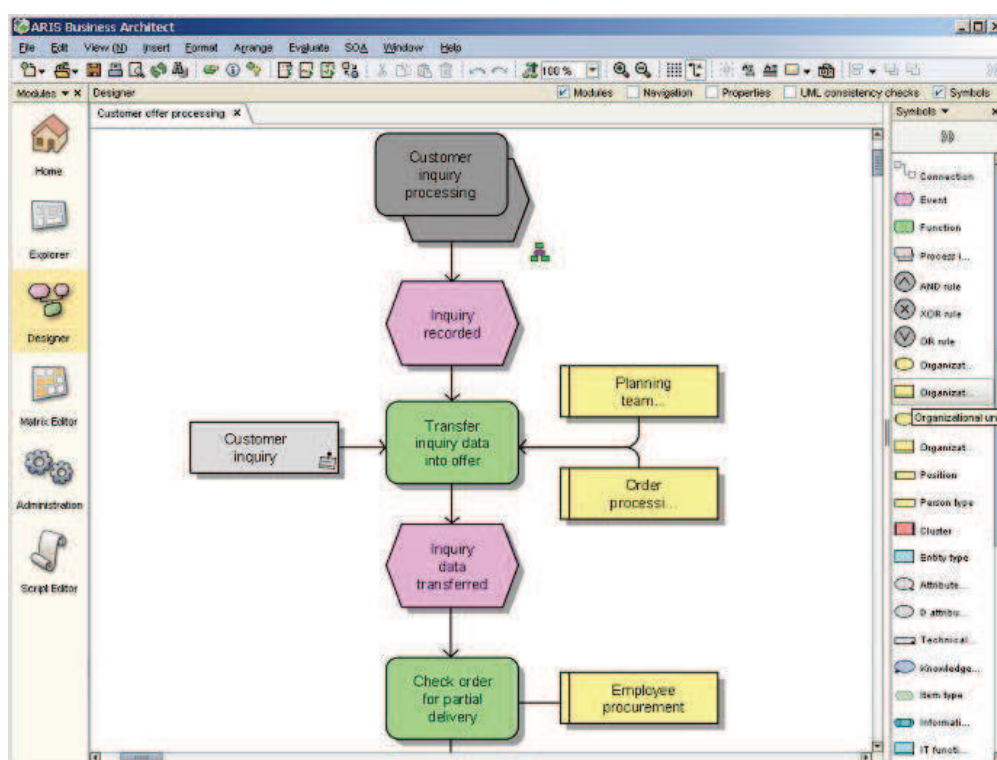 ARIS Business Architect
File Edit View (N) Insert Format Arrange Evaluate SOA Window Help
100 %
Modules Designer Modules Navigation Properties UML consistency checks Symbols
Customer offer processing
Symbols
Home
Explorer
Designer
Matrix Editor
Administration
Script Editor
Customer
inquiry
processing
Inquiry
recorded
Planning
team...
Transfer
inquiry data
into offer
Customer
inquiry
Order
processi...
Inquiry
data
transferred
Check order
for partial
delivery
Employee
procurement
Connection
Event
Function
Process i...
AND rule
XOR rule
OR rule
Organizat...
Organizat...
Organizational un
Organizat...
Position
Person type
Cluster
Entity type
Attribute...
D attribu...
Technical...
Knowledge...
Item type
Informati...
IT functi...